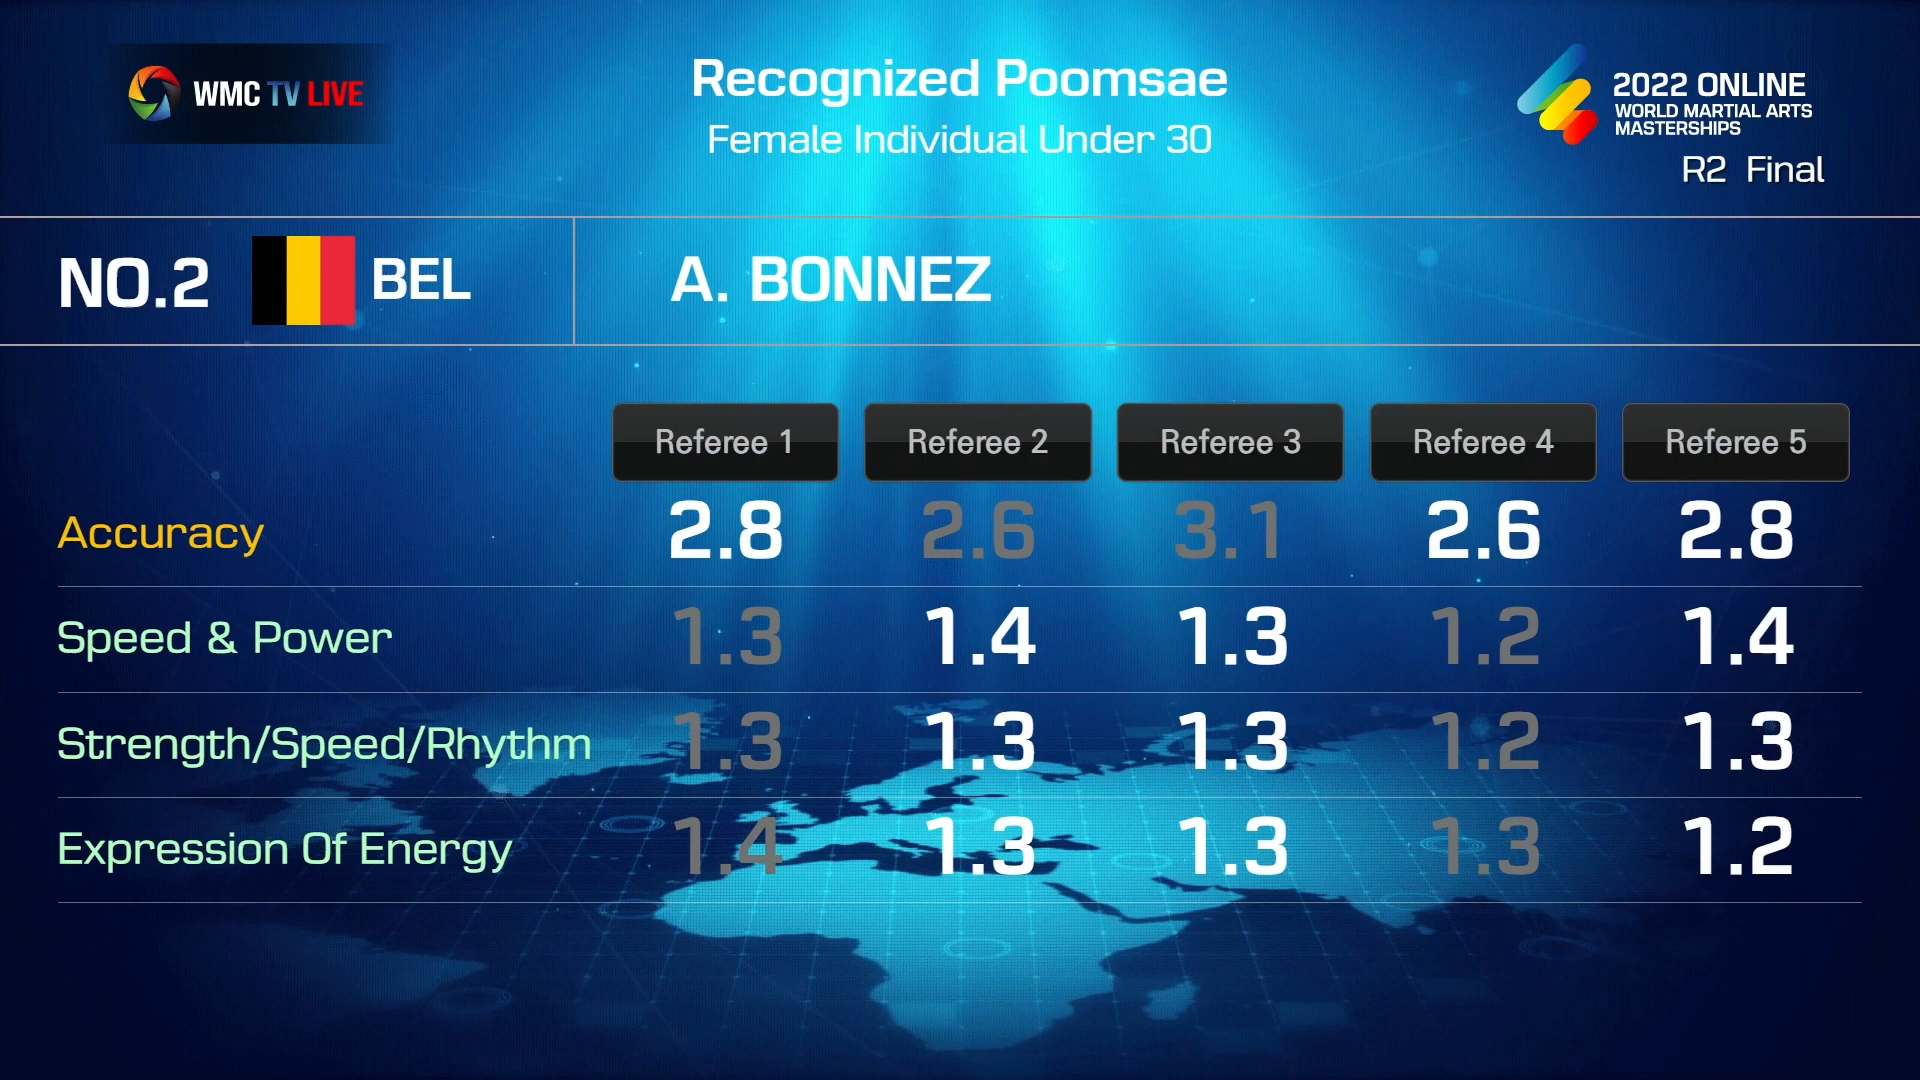 WMC TV LIVE
Recognized Poomsae
Female Individual Under 30
2022 ONLINE
WORLD MARTIAL ARTS
MASTERSHIPS
R2 Final
NO.2 BEL A. BONNEZ
Referee 1 Referee 2 Referee 3 Referee 4 Referee 5
Accuracy 2.8 2.6 3.1 2.6 2.8
Speed & Power 1.3 1.4 1.3 1.2 1.4
Strength/Speed/Rhythm 1.3 1.3 1.3 1.2 1.3
Expression Of Energy 1.4 1.3 1.3 1.3 1.2